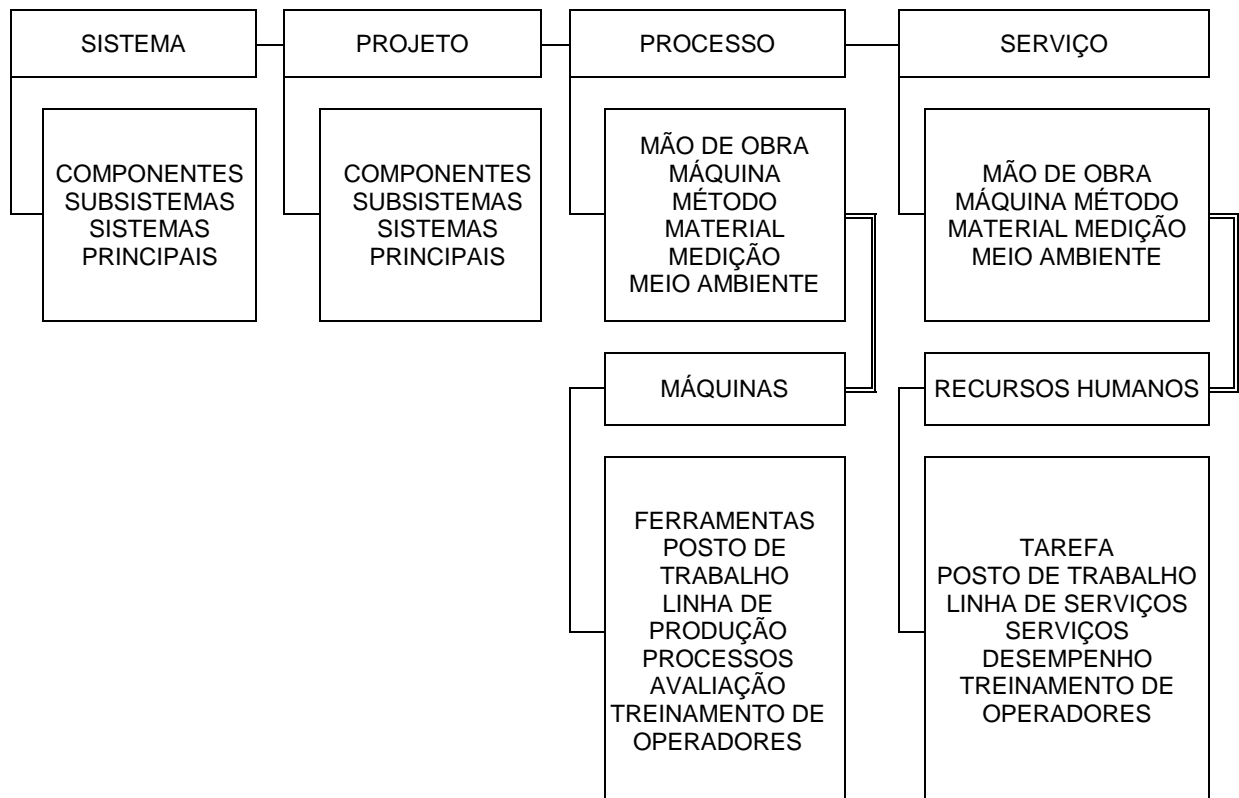 SISTEMA
PROJETO
PROCESSO
SERVIÇO
COMPONENTES
SUBSISTEMAS
SISTEMAS
PRINCIPAIS
COMPONENTES
SUBSISTEMAS
SISTEMAS
PRINCIPAIS
MÃO DE OBRA
MÁQUINA
MÉTODO
MATERIAL
MEDIÇÃO
MEIO AMBIENTE
MÃO DE OBRA
MÁQUINA MÉTODO
MATERIAL MEDIÇÃO
MEIO AMBIENTE
MÁQUINAS
RECURSOS HUMANOS
FERRAMENTAS
POSTO DE
TRABALHO
LINHA DE
PRODUÇÃO
PROCESSOS
AVALIAÇÃO
TREINAMENTO DE
OPERADORES
TAREFA
POSTO DE TRABALHO
LINHA DE SERVIÇOS
SERVIÇOS
DESEMPENHO
TREINAMENTO DE
OPERADORES